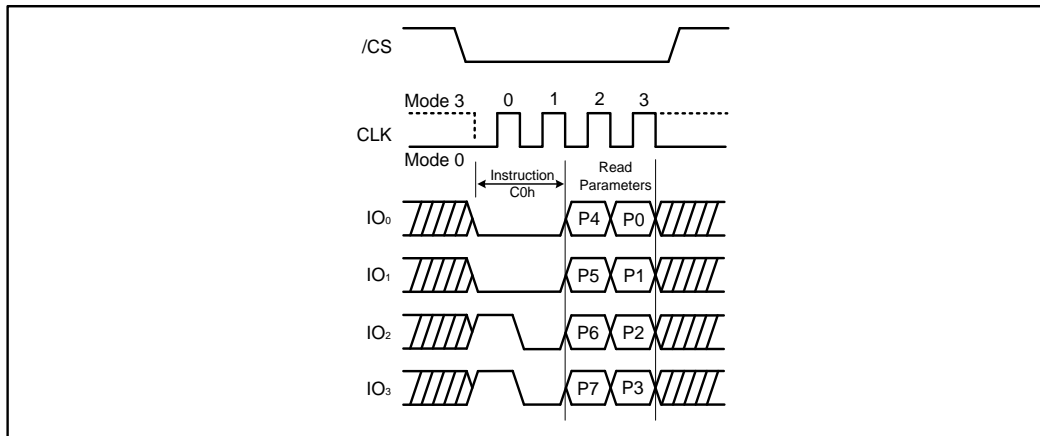 /CS
Mode 3 0 1 2 3
CLK
Mode 0
Instruction
C0h
Read
Parameters
IO₀ P4 P0
IO₁ P5 P1
IO₂ P6 P2
IO₃ P7 P3